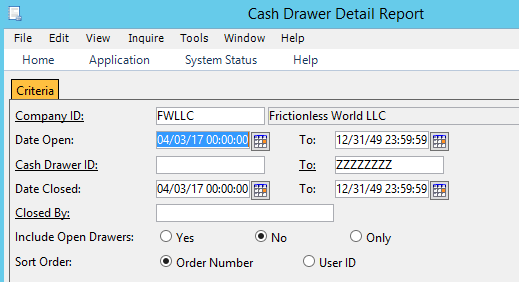 Cash Drawer Detail Report
File Edit View Inquire Tools Window Help
Home Application System Status Help
Criteria
Company ID: FWLLC Frictionless World LLC
Date Open: 04/03/17 00:00:00 To: 12/31/49 23:59:59
Cash Drawer ID: To: ZZZZZZZZ
Date Closed: 04/03/17 00:00:00 To: 12/31/49 23:59:59
Closed By:
Include Open Drawers: Yes No Only
Sort Order: Order Number User ID